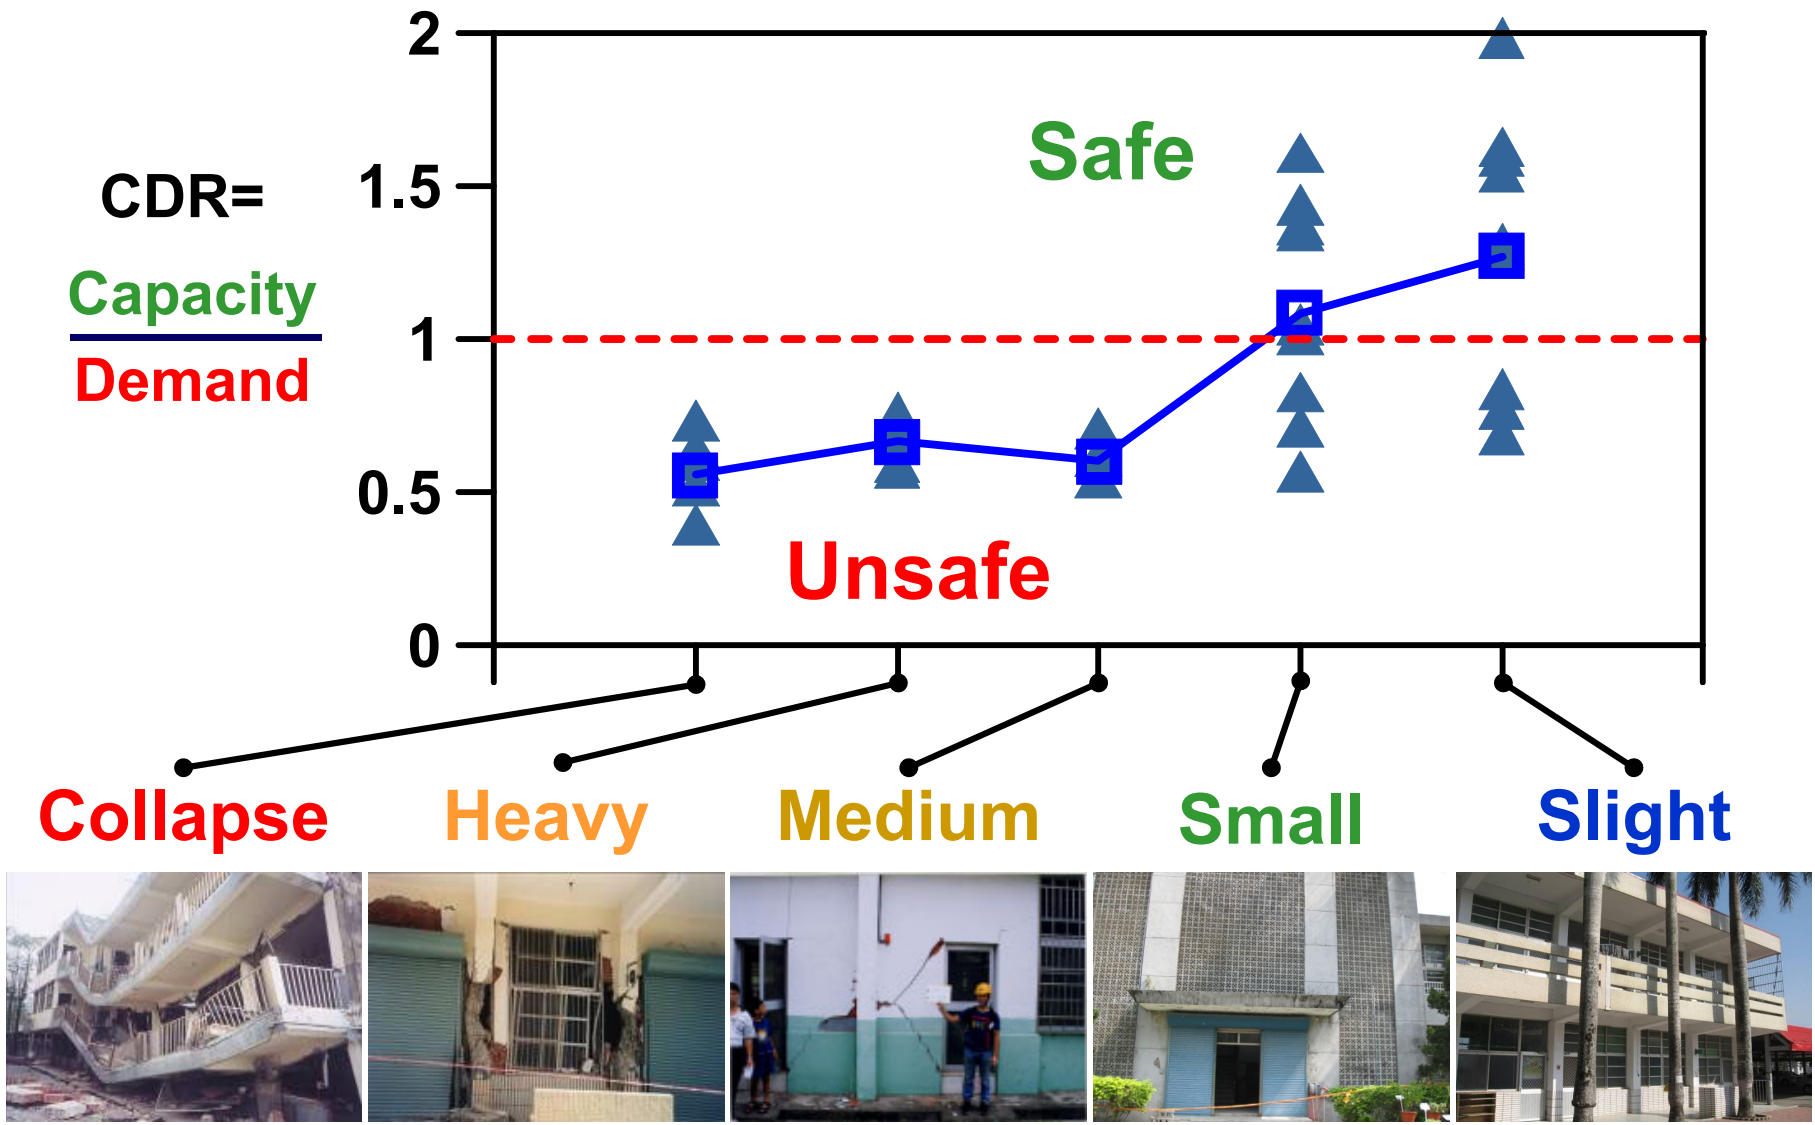 2
1.5
1
0.5
0
CDR=
Capacity
Demand
Safe
Unsafe
Collapse
Heavy
Medium
Small
Slight